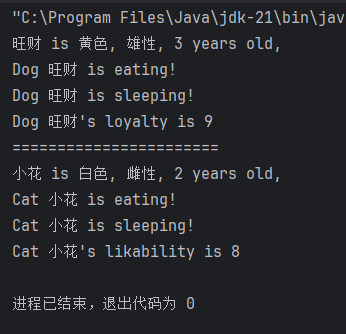 "C:\Program Files\Java\jdk-21\bin\jav
旺财 is 黄色, 雄性, 3 years old,
Dog 旺财 is eating!
Dog 旺财 is sleeping!
Dog 旺财's loyalty is 9
=======================
小花 is 白色, 雌性, 2 years old,
Cat 小花 is eating!
Cat 小花 is sleeping!
Cat 小花's likability is 8
进程已结束，退出代码为 0